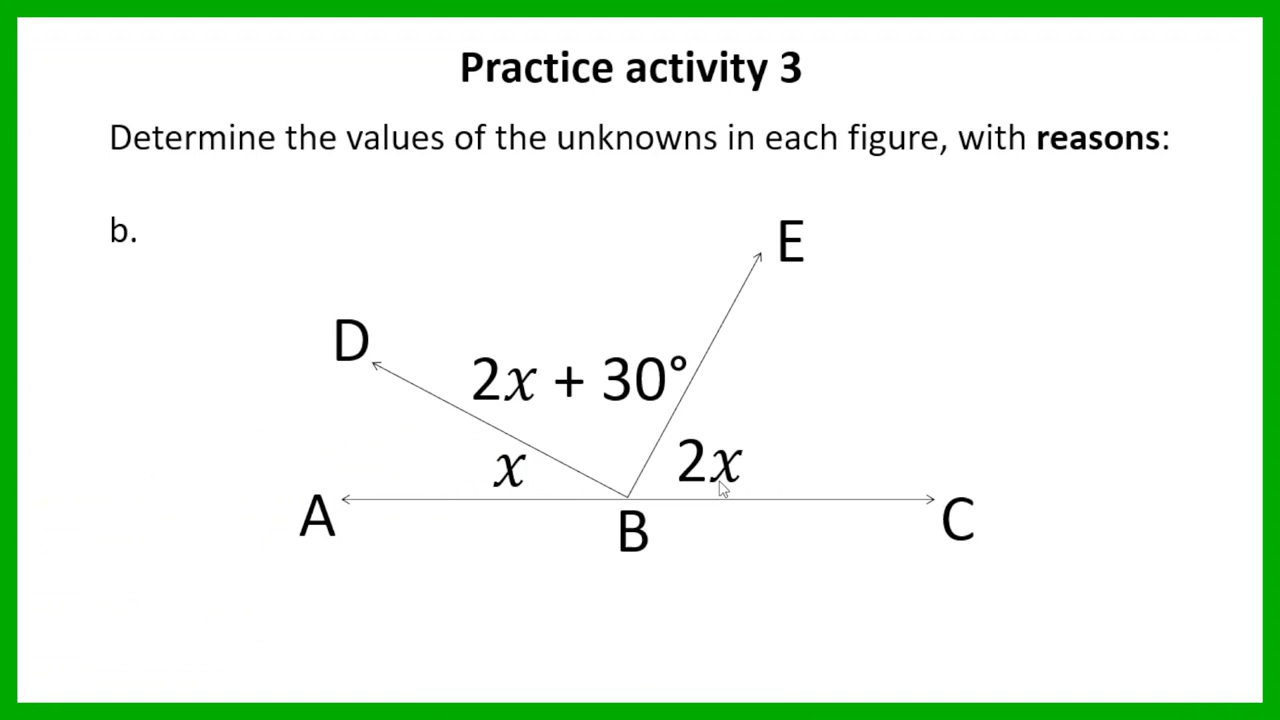 Practice activity 3
Determine the values of the unknowns in each figure, with reasons:
b.
E
D
2x + 30°
x
2x
A
B
C